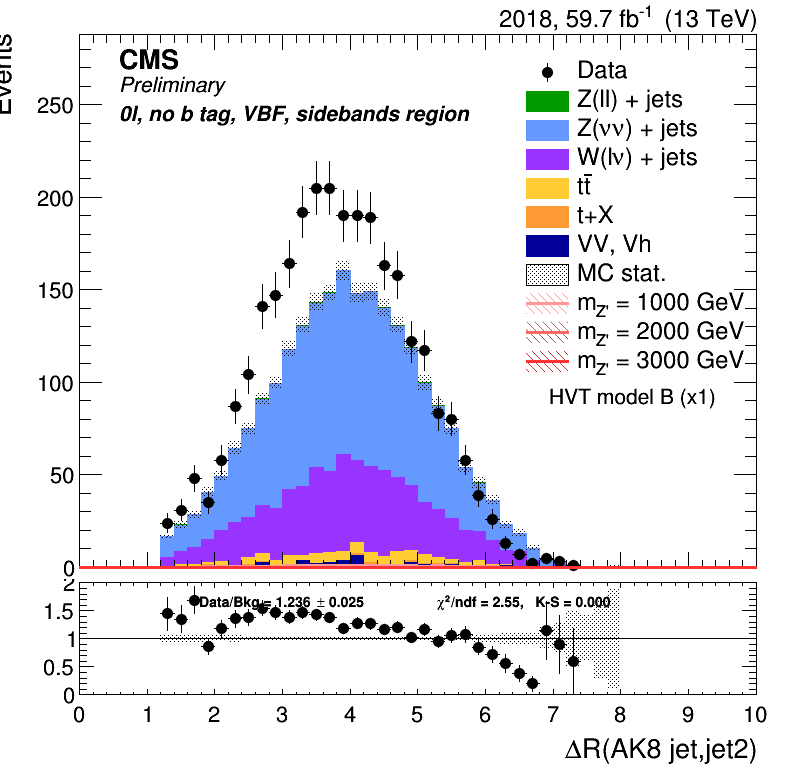 2018, 59.7 fb⁻¹ (13 TeV)
Events
CMS
Preliminary
0l, no b tag, VBF, sidebands region
Data
Z(ll) + jets
Z(νν) + jets
W(lν) + jets
tt̄
t+X
VV, Vh
MC stat.
m_Z' = 1000 GeV
m_Z' = 2000 GeV
m_Z' = 3000 GeV
HVT model B (x1)
250
200
150
100
50
0
Data/Bkg = 1.236 ± 0.025 χ²/ndf = 2.55, K-S = 0.000
2
1.5
1
0.5
0
0 1 2 3 4 5 6 7 8 9 10
ΔR(AK8 jet,jet2)